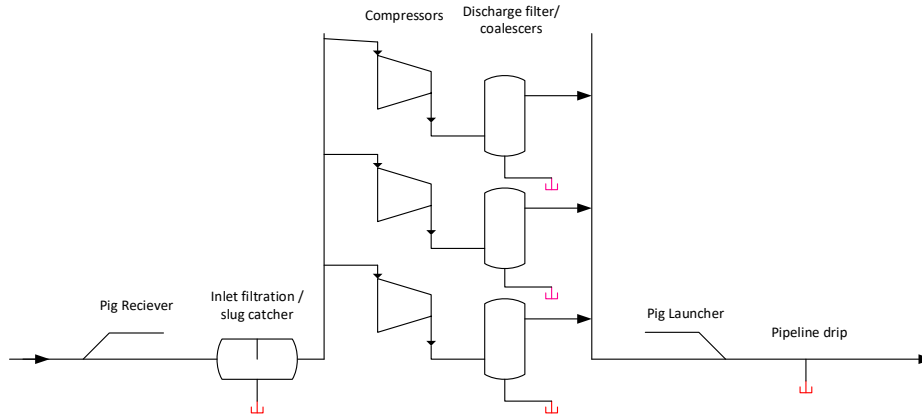 Compressors
Discharge filter/
coalescers
Pig Reciever
Inlet filtration /
slug catcher
Pig Launcher
Pipeline drip